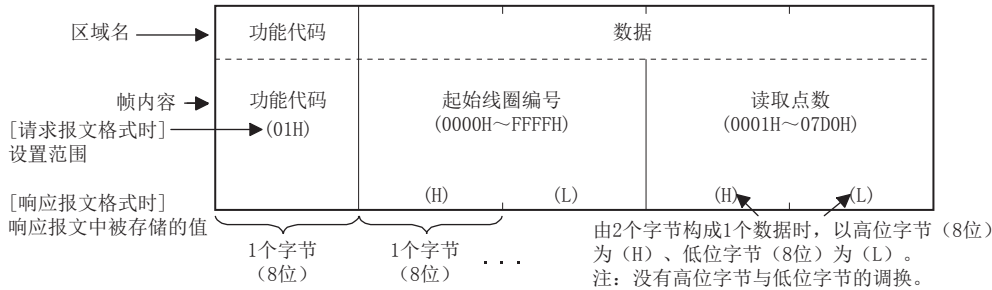 区域名
功能代码
数据
帧内容
功能代码
起始线圈编号
读取点数
[请求报文格式时]
(01H)
(0000H～FFFFH)
(0001H～07D0H)
设置范围
[响应报文格式时]
(H)
(L)
(H)
(L)
响应报文中被存储的值
1个字节
(8位)
1个字节
(8位)
...
由2个字节构成1个数据时，以高位字节（8位）
为（H）、低位字节（8位）为（L）。
注：没有高位字节与低位字节的调换。